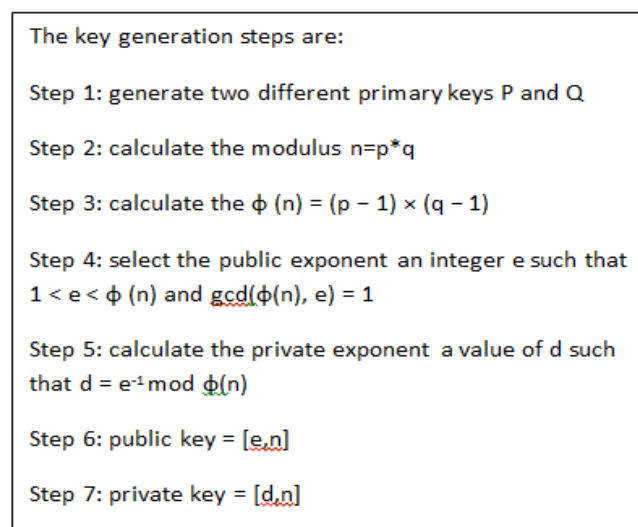 The key generation steps are:
Step 1: generate two different primary keys P and Q
Step 2: calculate the modulus n=p*q
Step 3: calculate the ϕ (n) = (p − 1) × (q − 1)
Step 4: select the public exponent an integer e such that
1 < e < ϕ (n) and gcd(ϕ(n), e) = 1
Step 5: calculate the private exponent a value of d such
that d = e⁻¹ mod ϕ(n)
Step 6: public key = [e,n]
Step 7: private key = [d,n]